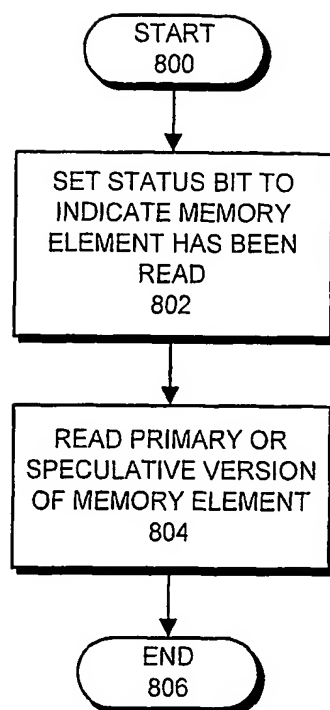 START
800
SET STATUS BIT TO
INDICATE MEMORY
ELEMENT HAS BEEN
READ
802
READ PRIMARY OR
SPECULATIVE VERSION
OF MEMORY ELEMENT
804
END
806